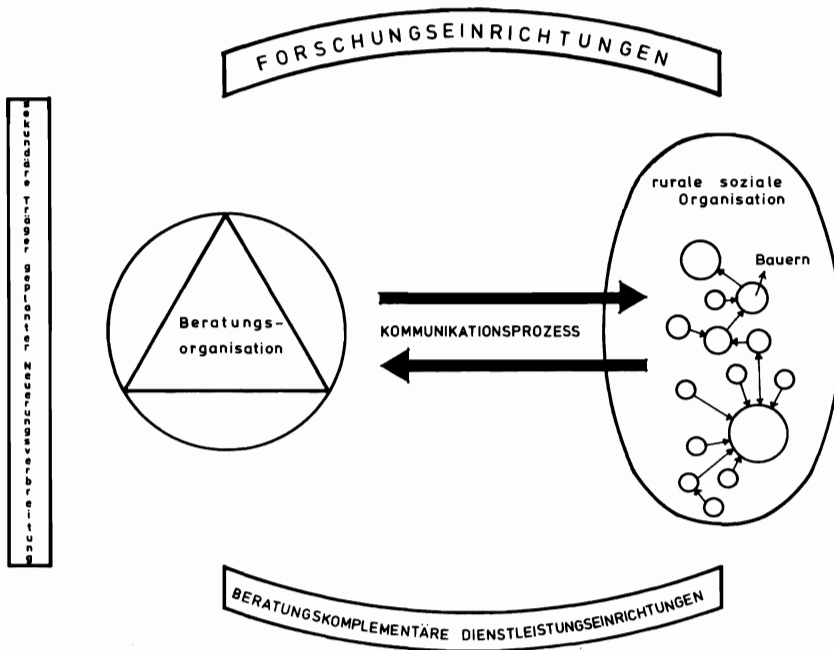 FORSCHUNGSEINRICHTUNGEN
sekundäre Träger geplanter Neuerungsverbreitung
rurale soziale
Organisation
Bauern
Beratungs-
organisation
KOMMUNIKATIONSPROZESS
BERATUNGSKOMPLEMENTÄRE DIENSTLEISTUNGSEINRICHTUNGEN